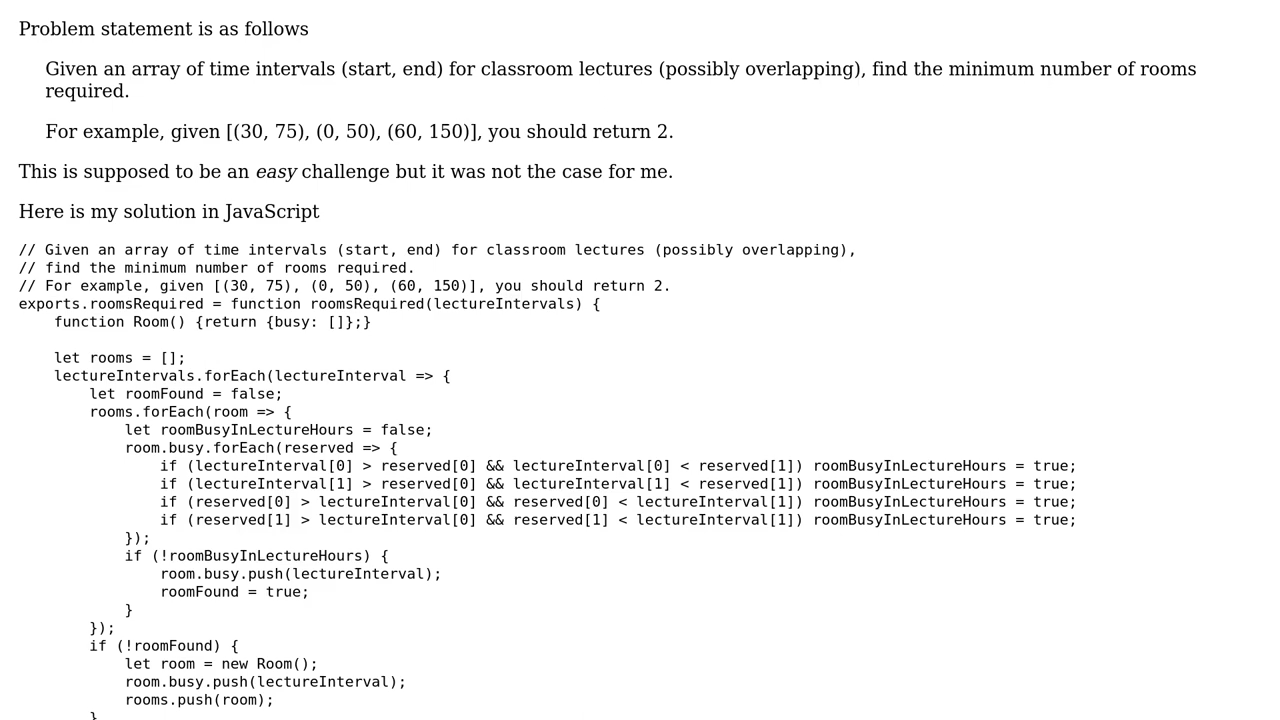 Problem statement is as follows
Given an array of time intervals (start, end) for classroom lectures (possibly overlapping), find the minimum number of rooms
required.
For example, given [(30, 75), (0, 50), (60, 150)], you should return 2.
This is supposed to be an easy challenge but it was not the case for me.
Here is my solution in JavaScript
// Given an array of time intervals (start, end) for classroom lectures (possibly overlapping),
// find the minimum number of rooms required.
// For example, given [(30, 75), (0, 50), (60, 150)], you should return 2.
exports.roomsRequired = function roomsRequired(lectureIntervals) {
    function Room() {return {busy: []};}

    let rooms = [];
    lectureIntervals.forEach(lectureInterval => {
        let roomFound = false;
        rooms.forEach(room => {
            let roomBusyInLectureHours = false;
            room.busy.forEach(reserved => {
                if (lectureInterval[0] > reserved[0] && lectureInterval[0] < reserved[1]) roomBusyInLectureHours = true;
                if (lectureInterval[1] > reserved[0] && lectureInterval[1] < reserved[1]) roomBusyInLectureHours = true;
                if (reserved[0] > lectureInterval[0] && reserved[0] < lectureInterval[1]) roomBusyInLectureHours = true;
                if (reserved[1] > lectureInterval[0] && reserved[1] < lectureInterval[1]) roomBusyInLectureHours = true;
            });
            if (!roomBusyInLectureHours) {
                room.busy.push(lectureInterval);
                roomFound = true;
            }
        });
        if (!roomFound) {
            let room = new Room();
            room.busy.push(lectureInterval);
            rooms.push(room);
        }